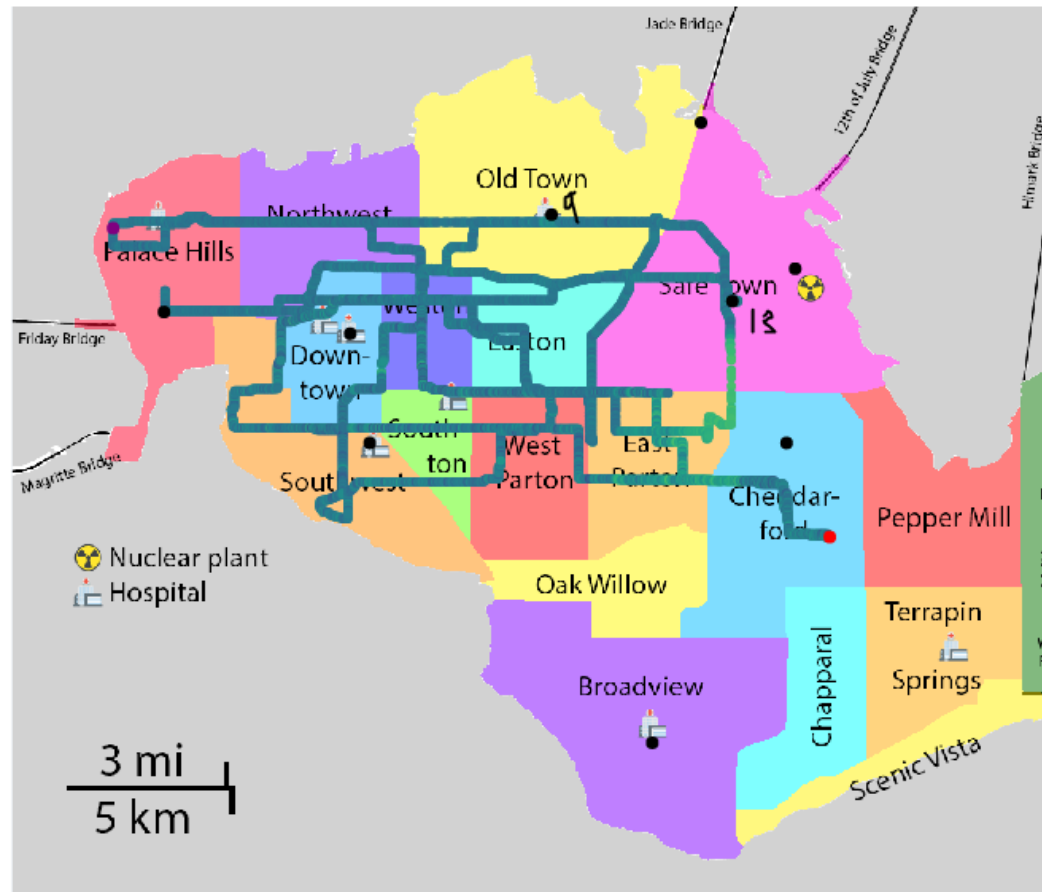 Jade Bridge
12th of July Bridge
Himark Bridge
Old Town
9
Northwest
Palace Hills
Safe Town
18
Weston
Friday Bridge
Down-
town
Easton
South
ton
West
Parton
East
Parton
Magritte Bridge
Southwest
Cheddar-
ford
Pepper Mill
Nuclear plant
Hospital
Oak Willow
Terrapin
Springs
Broadview
Chapparal
Scenic Vista
3 mi
5 km